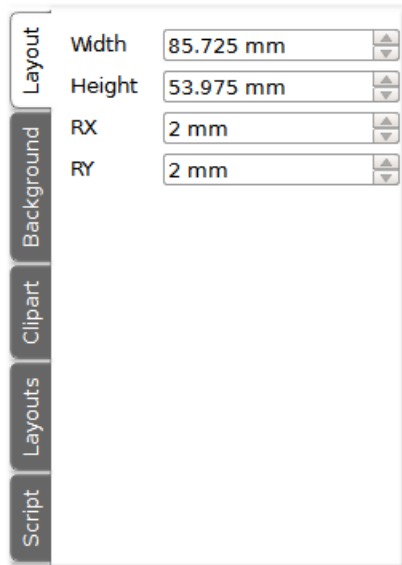 Layout
Background
Clipart
Layouts
Script
Width 85.725 mm
Height 53.975 mm
RX 2 mm
RY 2 mm